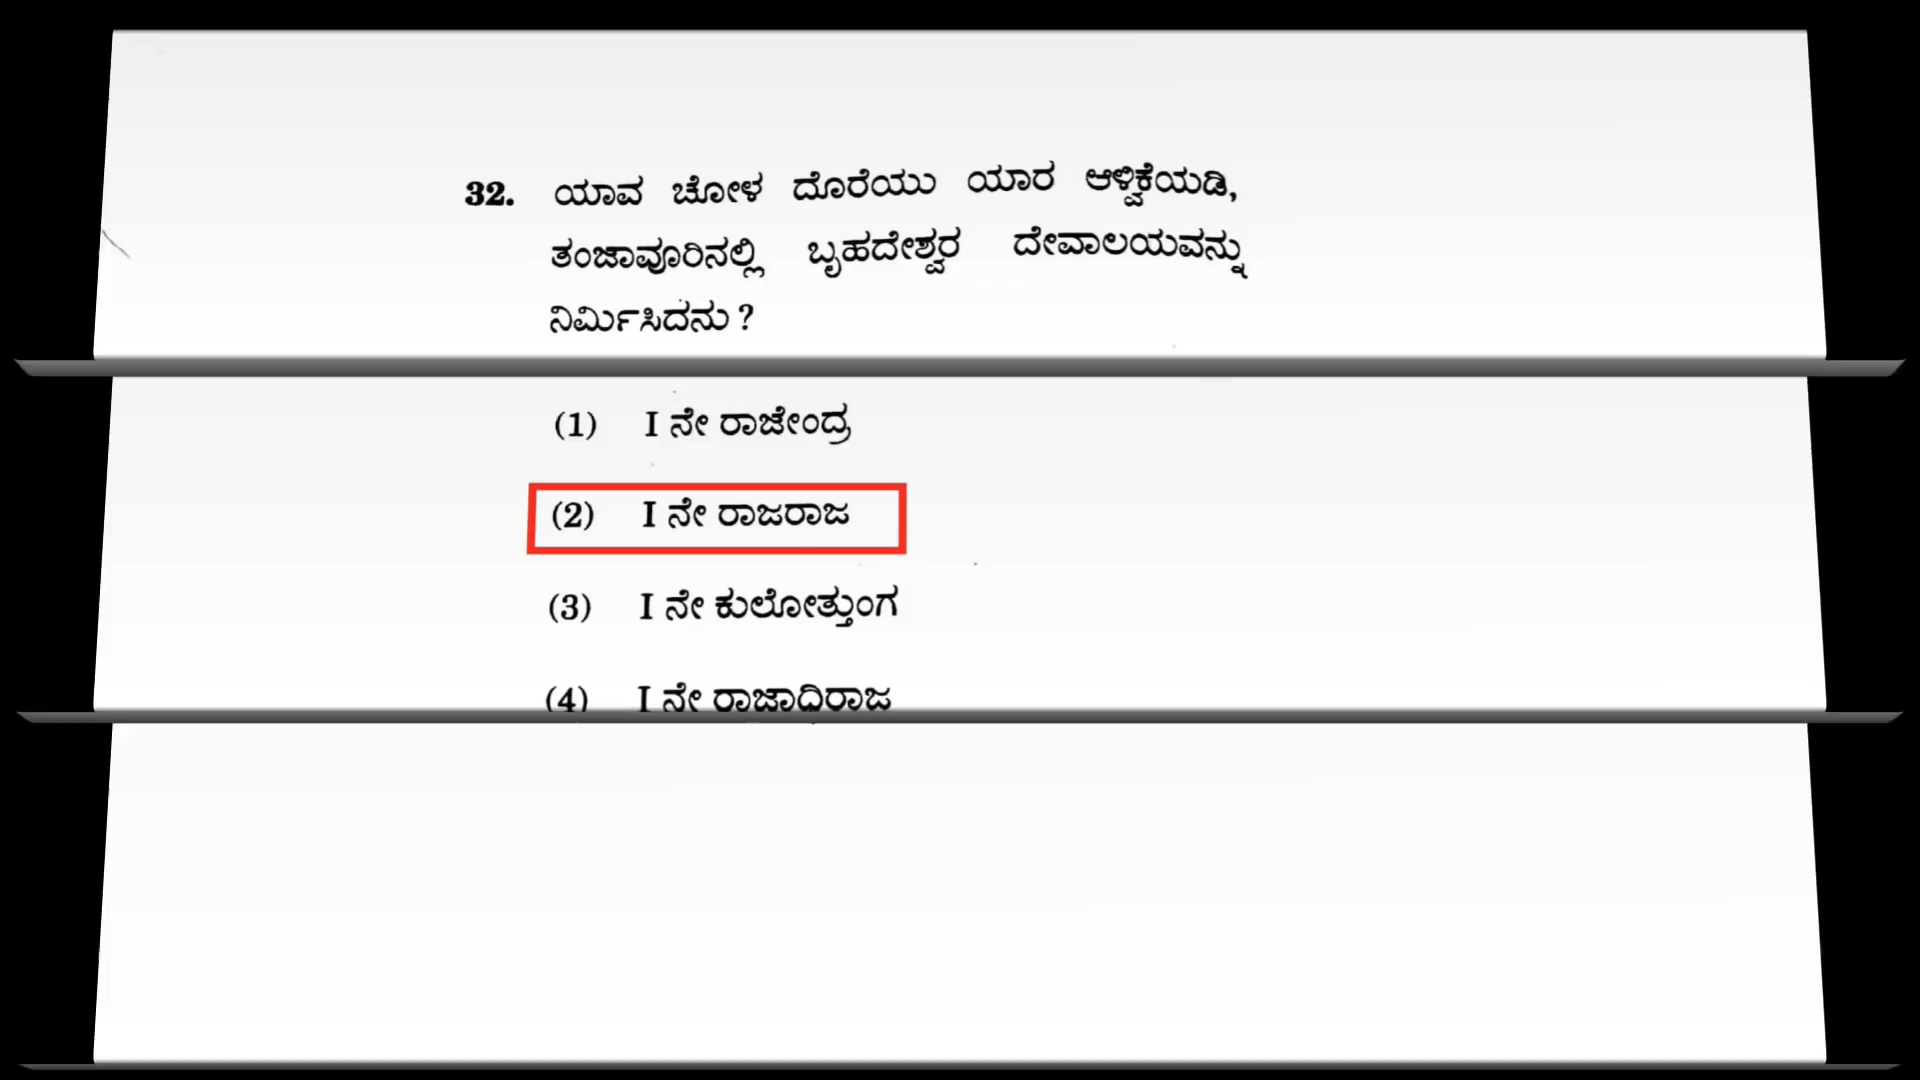 32. ಯಾವ ಚೋಳ ದೊರೆಯು ಯಾರ ಆಳ್ವಿಕೆಯಡಿ,
ತಂಜಾವೂರಿನಲ್ಲಿ ಬೃಹದೇಶ್ವರ ದೇವಾಲಯವನ್ನು
ನಿರ್ಮಿಸಿದನು ?
(1) I ನೇ ರಾಜೇಂದ್ರ
(2) I ನೇ ರಾಜರಾಜ
(3) I ನೇ ಕುಲೋತ್ತುಂಗ
(4) I ನೇ ರಾಜಾಧಿರಾಜ